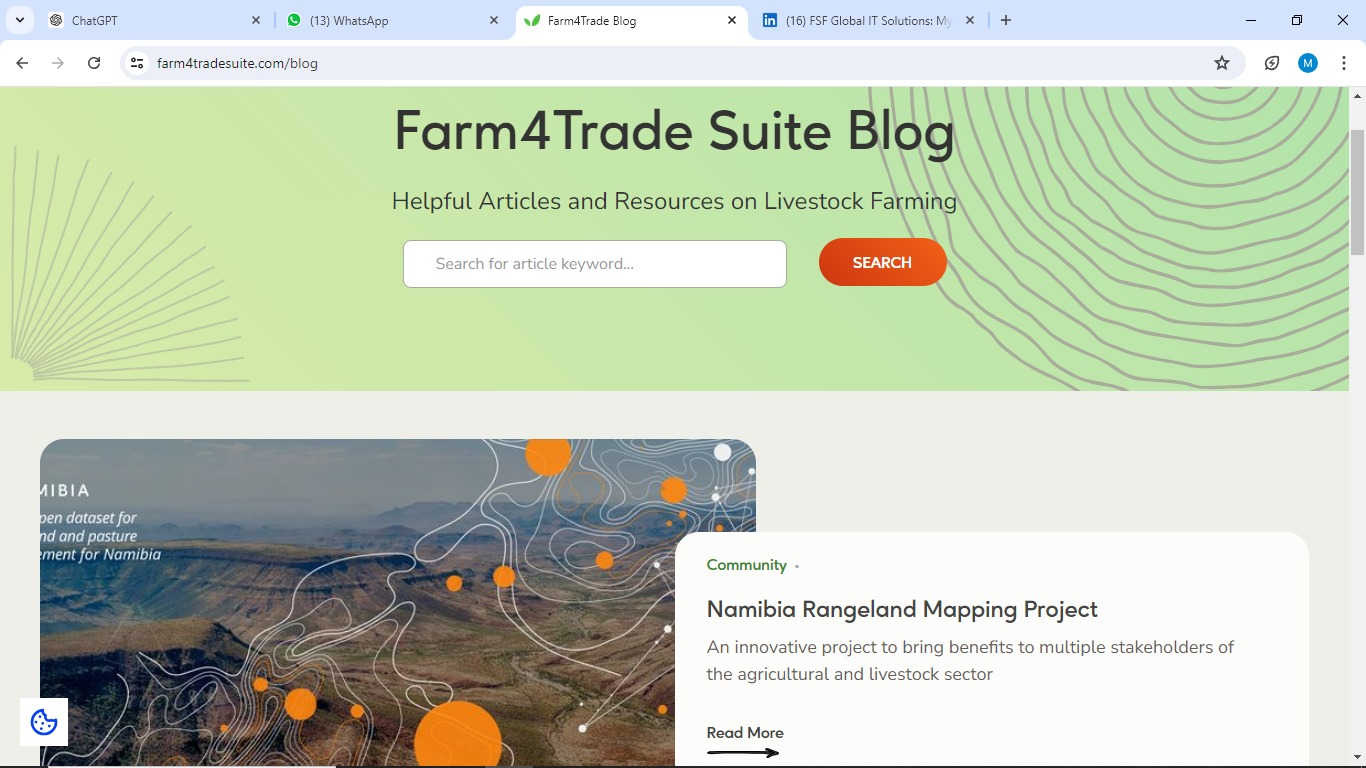 ChatGPT
(13) WhatsApp
Farm4Trade Blog
(16) FSF Global IT Solutions: My
farm4tradesuite.com/blog
M
Farm4Trade Suite Blog
Helpful Articles and Resources on Livestock Farming
Search for article keyword...
SEARCH
MIBIA
pen dataset for
nd and pasture
ement for Namibia
Community
Namibia Rangeland Mapping Project
An innovative project to bring benefits to multiple stakeholders of
the agricultural and livestock sector
Read More